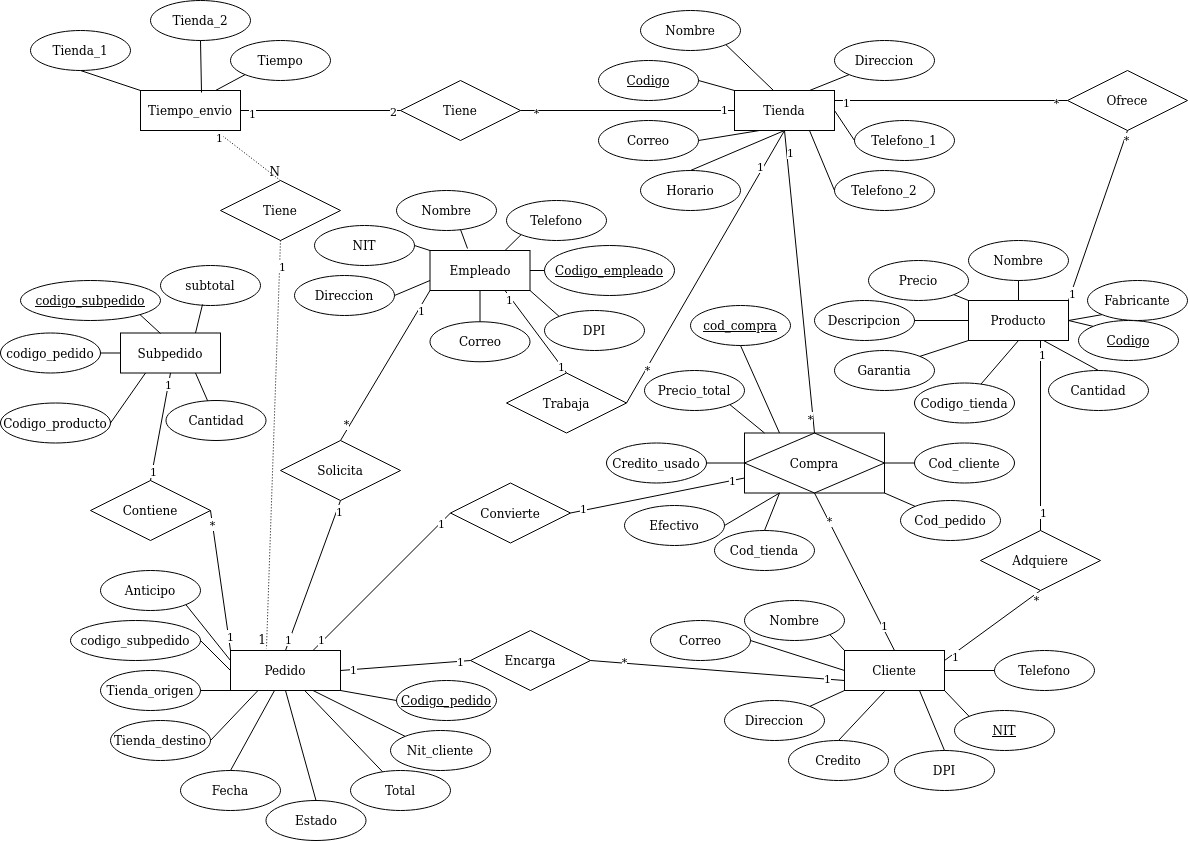 Tienda_2
Nombre
Tienda_1
Tiempo
Direccion
Codigo
Tiempo_envio
1
2
Tiene
*
1
Tienda
1
*
Ofrece
1
Correo
Telefono_1
*
1
1
N
Horario
Telefono_2
Tiene
Nombre
Telefono
NIT
1
Empleado
Codigo_empleado
Nombre
subtotal
Precio
codigo_subpedido
Direccion
1
1
1
Fabricante
Descripcion
Producto
cod_compra
DPI
Codigo
Correo
codigo_pedido
Subpedido
1
1
1
*
Garantia
Precio_total
Cantidad
Trabaja
Codigo_tienda
Codigo_producto
Cantidad
*
*
Credito_usado
Compra
Cod_cliente
1
Solicita
1
Contiene
1
1
Convierte
1
1
Cod_pedido
*
1
Efectivo
*
Cod_tienda
Adquiere
Anticipo
*
Nombre
codigo_subpedido
1
1
1
1
Correo
1
1
Pedido
1
1
Encarga
*
1
Cliente
1
Telefono
Tienda_origen
Codigo_pedido
Direccion
NIT
Tienda_destino
Nit_cliente
Credito
DPI
Fecha
Total
Estado